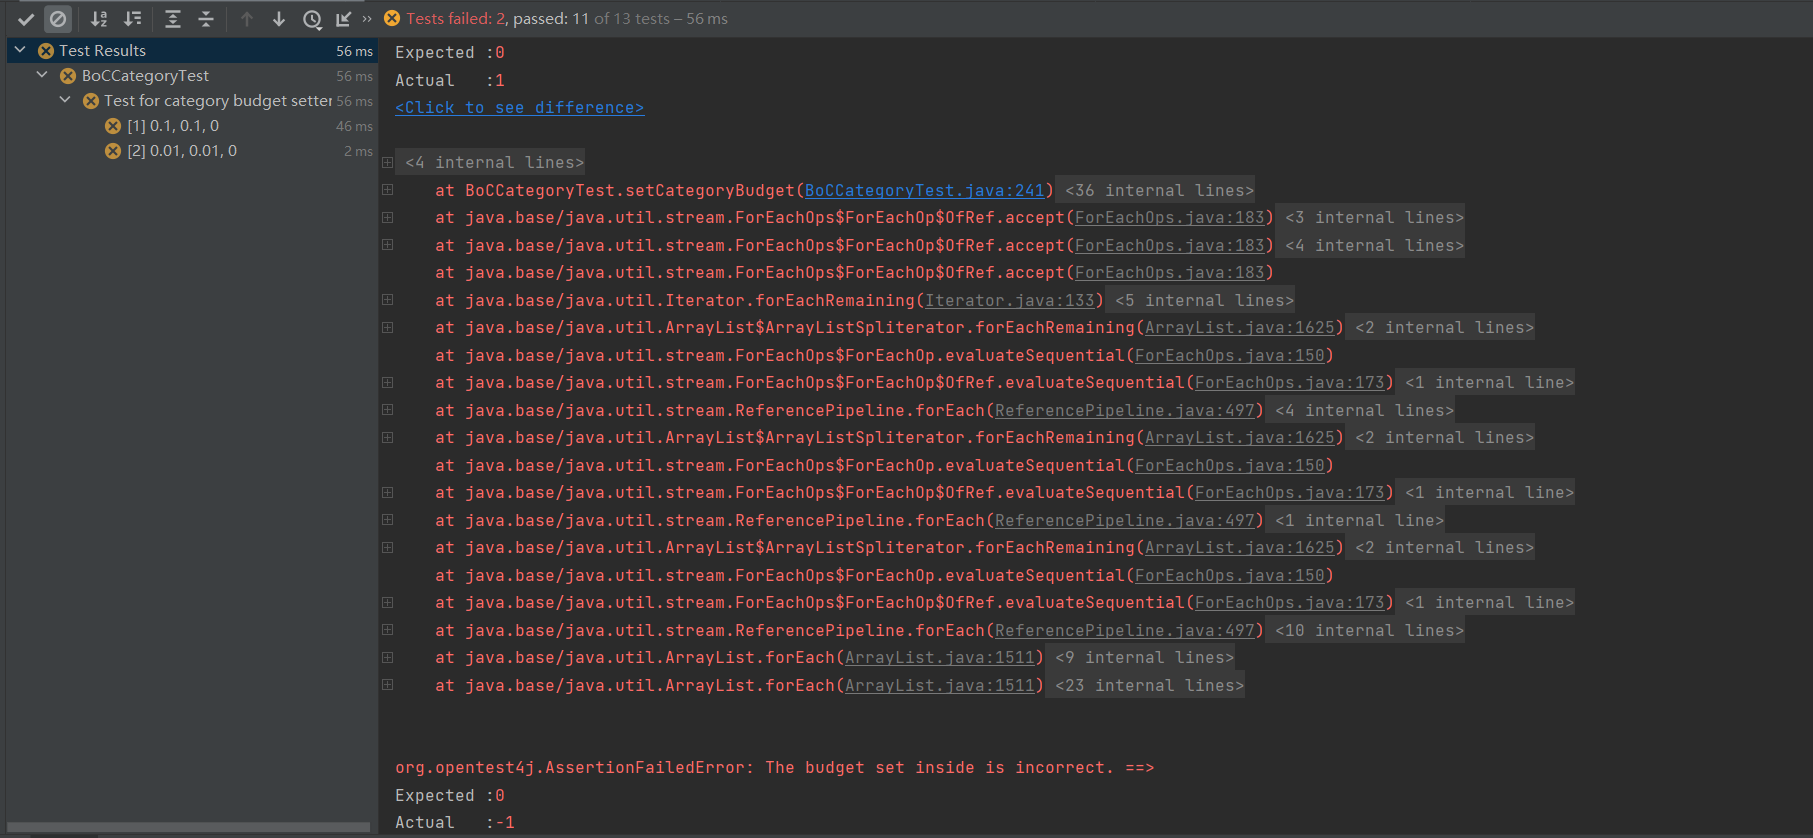 Tests failed: 2, passed: 11 of 13 tests – 56 ms
Test Results 56 ms
BoCCategoryTest 56 ms
Test for category budget setter 56 ms
[1] 0.1, 0.1, 0 46 ms
[2] 0.01, 0.01, 0 2 ms
Expected :0
Actual :1
<Click to see difference>
<4 internal lines>
at BoCCategoryTest.setCategoryBudget(BoCCategoryTest.java:241) <36 internal lines>
at java.base/java.util.stream.ForEachOps$ForEachOp$OfRef.accept(ForEachOps.java:183) <3 internal lines>
at java.base/java.util.stream.ForEachOps$ForEachOp$OfRef.accept(ForEachOps.java:183) <4 internal lines>
at java.base/java.util.stream.ForEachOps$ForEachOp$OfRef.accept(ForEachOps.java:183)
at java.base/java.util.Iterator.forEachRemaining(Iterator.java:133) <5 internal lines>
at java.base/java.util.ArrayList$ArrayListSpliterator.forEachRemaining(ArrayList.java:1625) <2 internal lines>
at java.base/java.util.stream.ForEachOps$ForEachOp.evaluateSequential(ForEachOps.java:150)
at java.base/java.util.stream.ForEachOps$ForEachOp$OfRef.evaluateSequential(ForEachOps.java:173) <1 internal line>
at java.base/java.util.stream.ReferencePipeline.forEach(ReferencePipeline.java:497) <4 internal lines>
at java.base/java.util.ArrayList$ArrayListSpliterator.forEachRemaining(ArrayList.java:1625) <2 internal lines>
at java.base/java.util.stream.ForEachOps$ForEachOp.evaluateSequential(ForEachOps.java:150)
at java.base/java.util.stream.ForEachOps$ForEachOp$OfRef.evaluateSequential(ForEachOps.java:173) <1 internal line>
at java.base/java.util.stream.ReferencePipeline.forEach(ReferencePipeline.java:497) <1 internal line>
at java.base/java.util.ArrayList$ArrayListSpliterator.forEachRemaining(ArrayList.java:1625) <2 internal lines>
at java.base/java.util.stream.ForEachOps$ForEachOp.evaluateSequential(ForEachOps.java:150)
at java.base/java.util.stream.ForEachOps$ForEachOp$OfRef.evaluateSequential(ForEachOps.java:173) <1 internal line>
at java.base/java.util.stream.ReferencePipeline.forEach(ReferencePipeline.java:497) <10 internal lines>
at java.base/java.util.ArrayList.forEach(ArrayList.java:1511) <9 internal lines>
at java.base/java.util.ArrayList.forEach(ArrayList.java:1511) <23 internal lines>
org.opentest4j.AssertionFailedError: The budget set inside is incorrect. ==>
Expected :0
Actual :-1